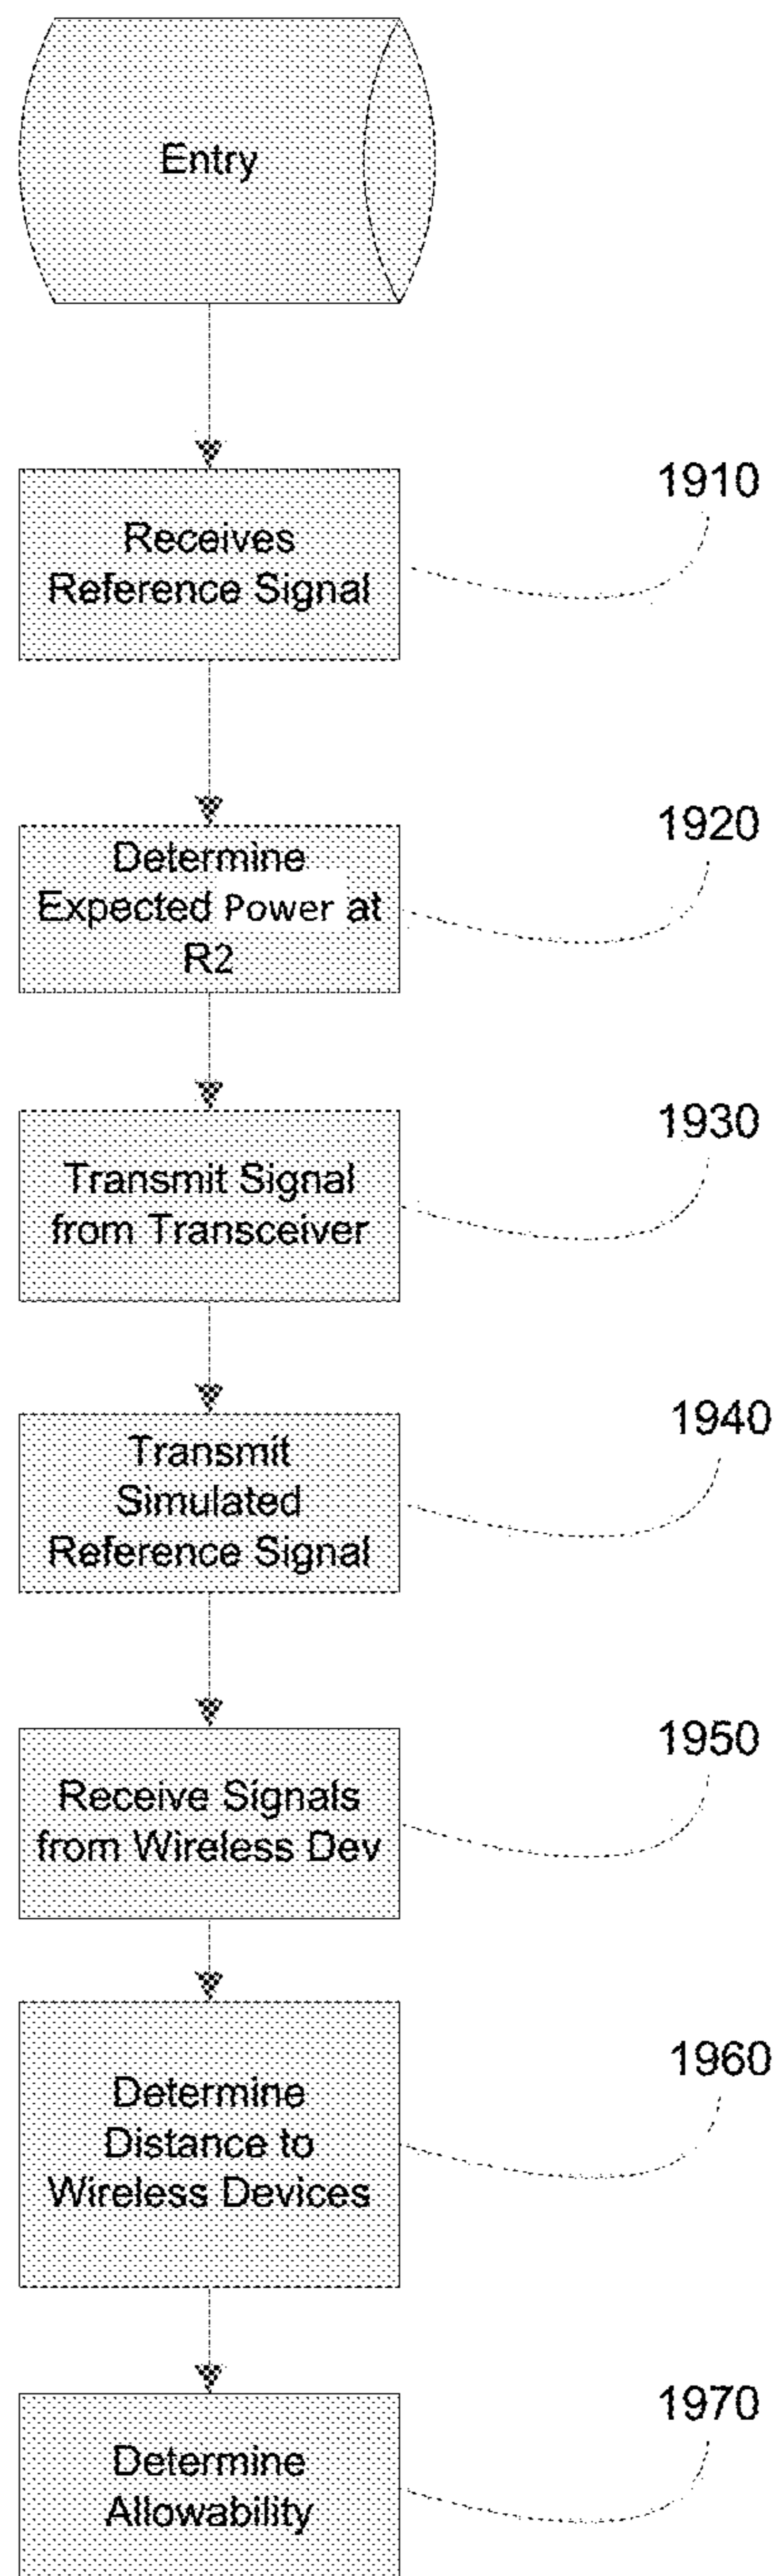 Entry
1910
Receives
Reference Signal
1920
Determine
Expected Power at
R2
1930
Transmit Signal
from Transceiver
1940
Transmit
Simulated
Reference Signal
1950
Receive Signals
from Wireless Dev
1960
Determine
Distance to
Wireless Devices
1970
Determine
Allowability